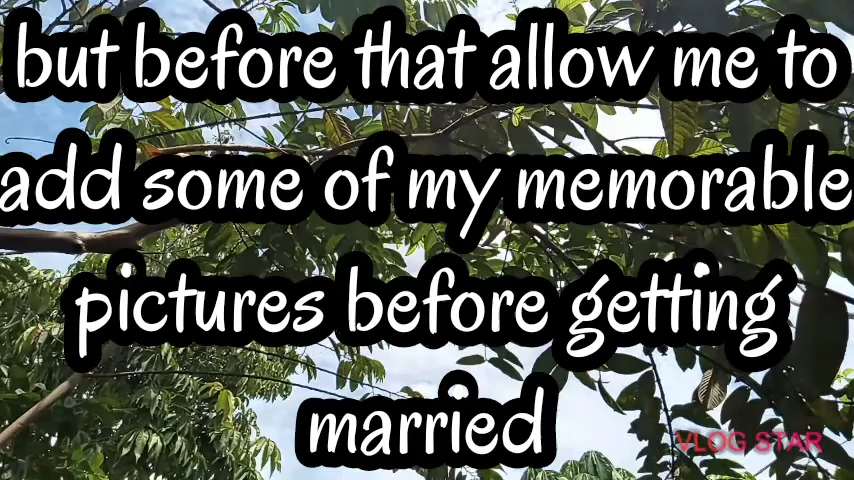 but before that allow me to
add some of my memorable
pictures before getting
married
VLOG STAR